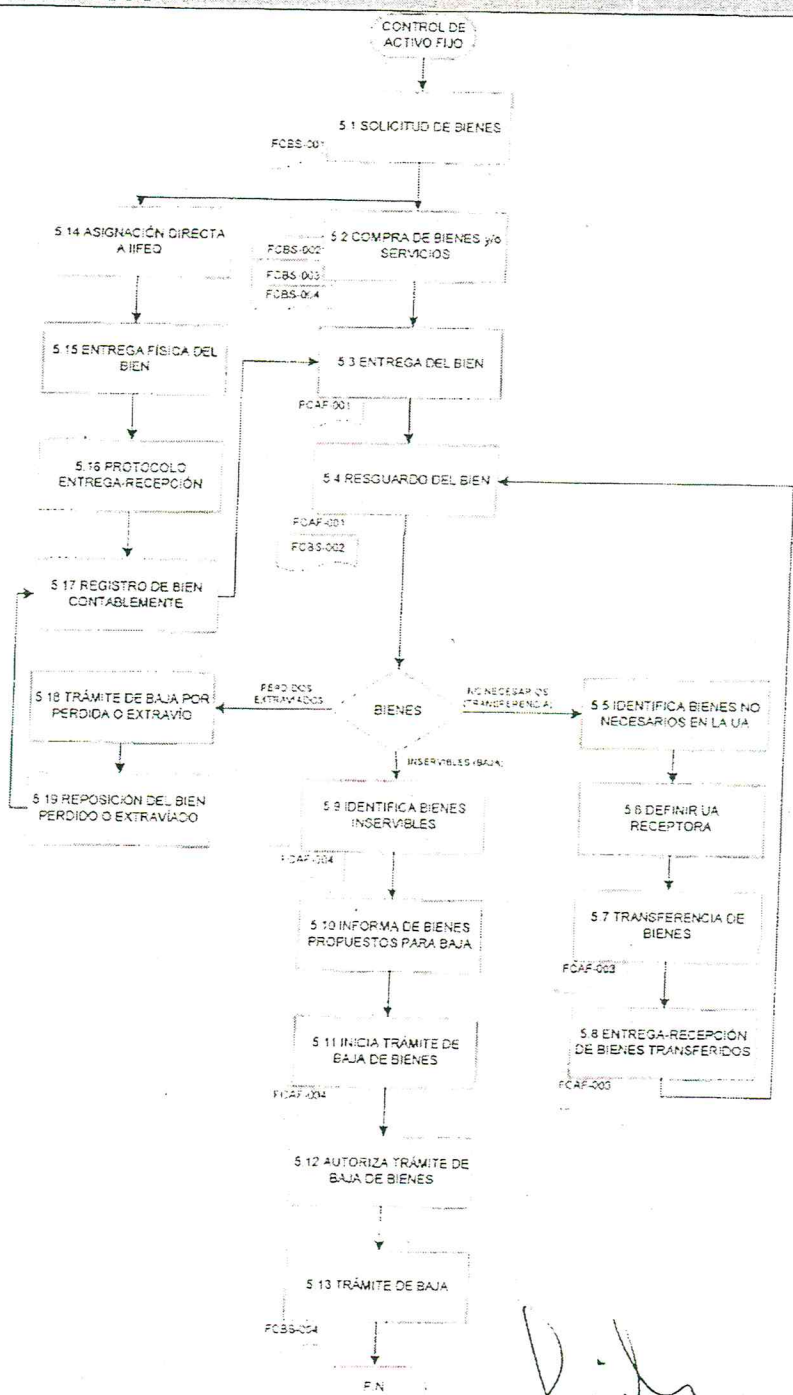 CONTROL DE
ACTIVO FIJO
5.1 SOLICITUD DE BIENES
FCBS-001
5.14 ASIGNACIÓN DIRECTA
A IIFEQ
5.2 COMPRA DE BIENES y/o
SERVICIOS
FCBS-002
FCBS-003
FCBS-004
5.15 ENTREGA FÍSICA DEL
BIEN
5.3 ENTREGA DEL BIEN
FCAF-001
5.16 PROTOCOLO
ENTREGA-RECEPCIÓN
5.4 RESGUARDO DEL BIEN
FCAF-001
FCBS-002
5.17 REGISTRO DE BIEN
CONTABLEMENTE
5.18 TRÁMITE DE BAJA POR
PERDIDA O EXTRAVÍO
PERDIDOS
EXTRAVIADOS
BIENES
NO NECESARIOS
(TRANSFERENCIA)
5.5 IDENTIFICA BIENES NO
NECESARIOS EN LA UA
INSERVIBLES (BAJA)
5.19 REPOSICIÓN DEL BIEN
PERDIDO O EXTRAVÍADO
5.9 IDENTIFICA BIENES
INSERVIBLES
FCAF-004
5.6 DEFINIR UA
RECEPTORA
5.10 INFORMA DE BIENES
PROPUESTOS PARA BAJA
5.7 TRANSFERENCIA DE
BIENES
FCAF-003
5.11 INICIA TRÁMITE DE
BAJA DE BIENES
FCAF-004
5.8 ENTREGA-RECEPCIÓN
DE BIENES TRANSFERIDOS
FCAF-003
5.12 AUTORIZA TRÁMITE DE
BAJA DE BIENES
5.13 TRÁMITE DE BAJA
FCBS-004
FIN